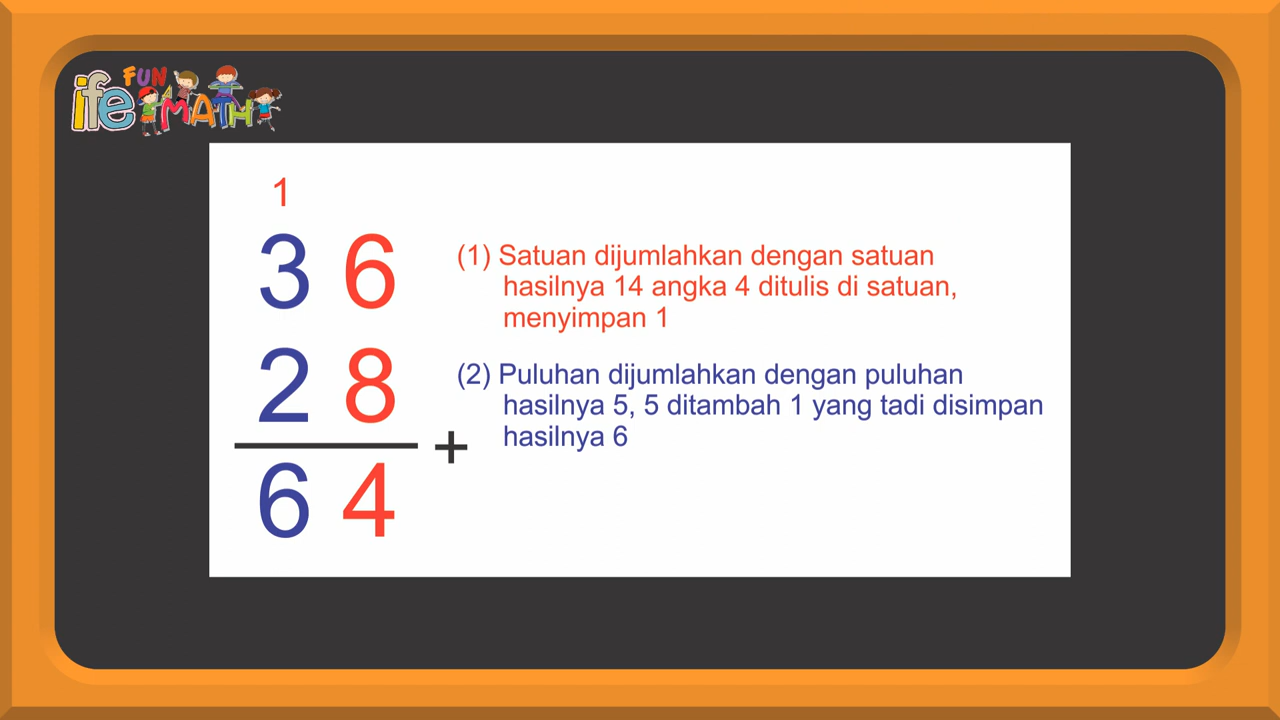 ife FUN MATH
1
3 6
2 8
+
6 4
(1) Satuan dijumlahkan dengan satuan
hasilnya 14 angka 4 ditulis di satuan,
menyimpan 1
(2) Puluhan dijumlahkan dengan puluhan
hasilnya 5, 5 ditambah 1 yang tadi disimpan
hasilnya 6